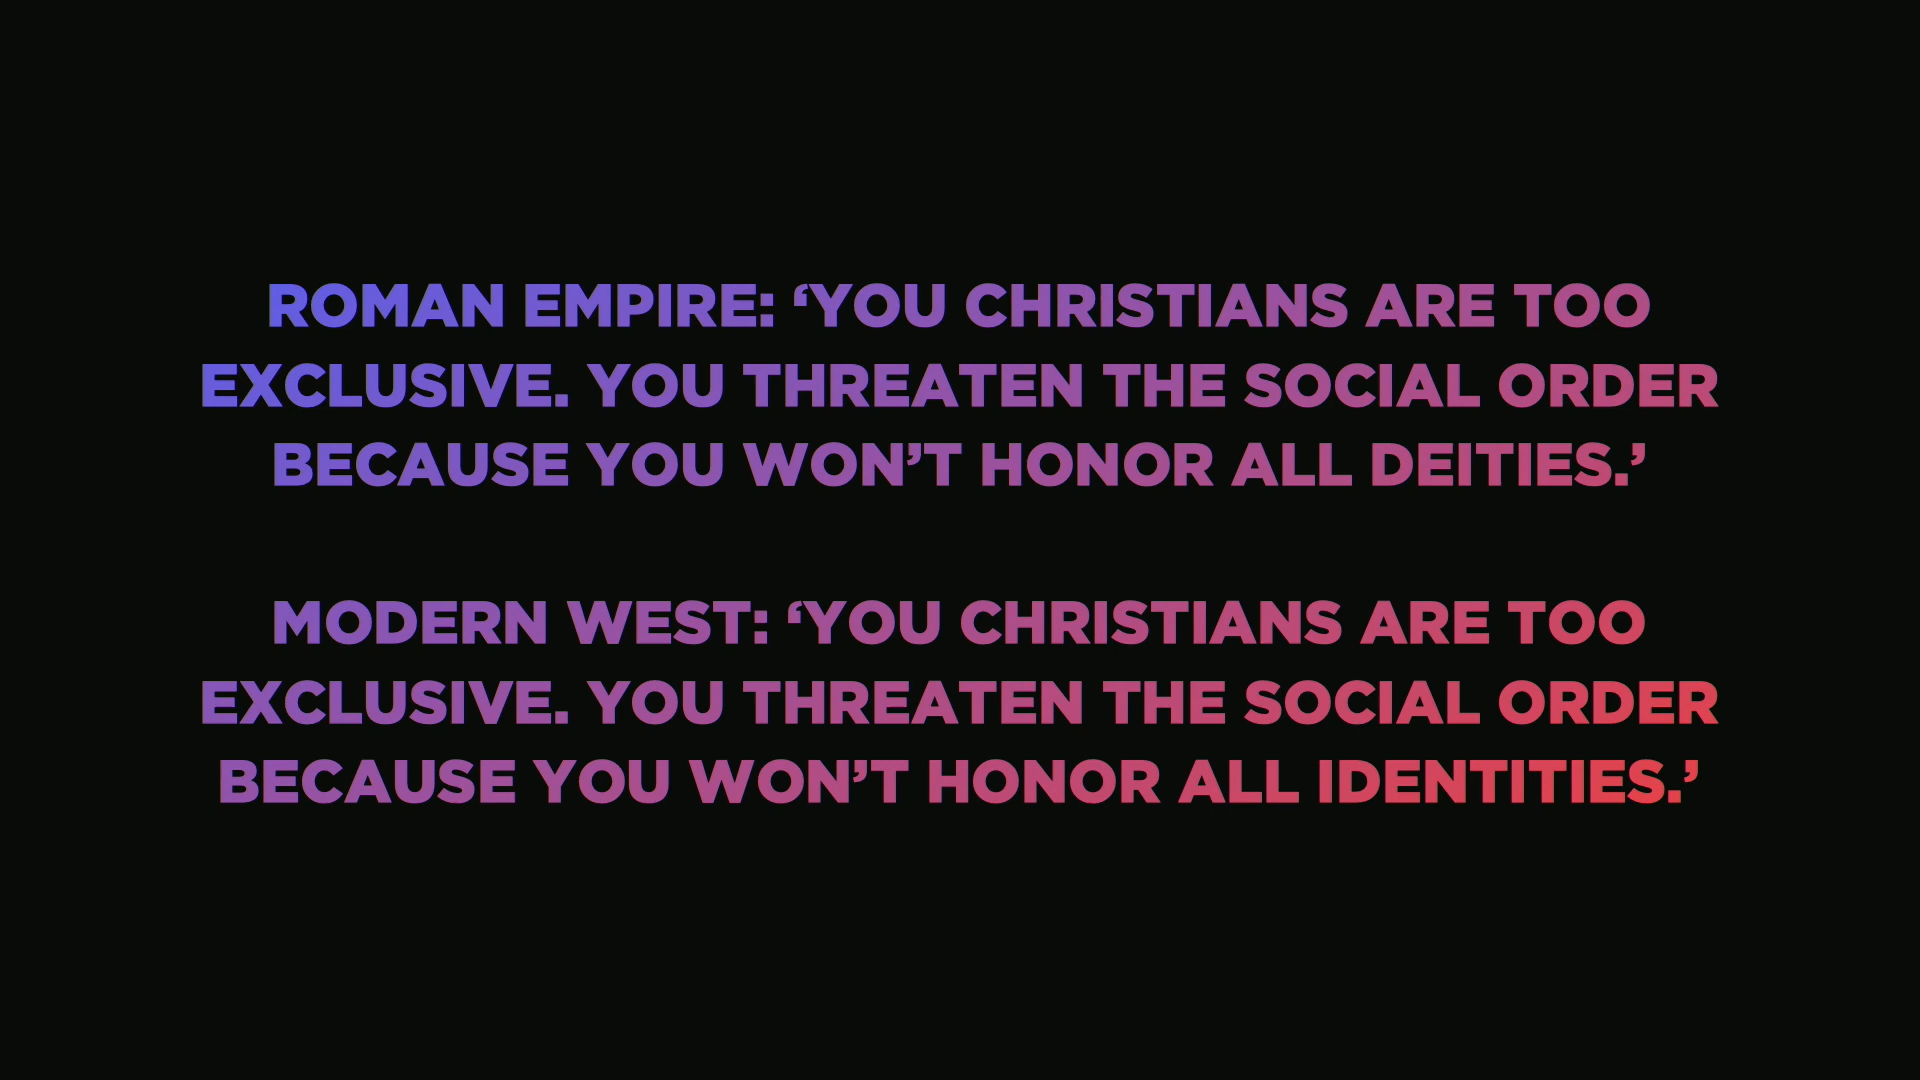 ROMAN EMPIRE: ‘YOU CHRISTIANS ARE TOO
EXCLUSIVE. YOU THREATEN THE SOCIAL ORDER
BECAUSE YOU WON’T HONOR ALL DEITIES.’
MODERN WEST: ‘YOU CHRISTIANS ARE TOO
EXCLUSIVE. YOU THREATEN THE SOCIAL ORDER
BECAUSE YOU WON’T HONOR ALL IDENTITIES.’